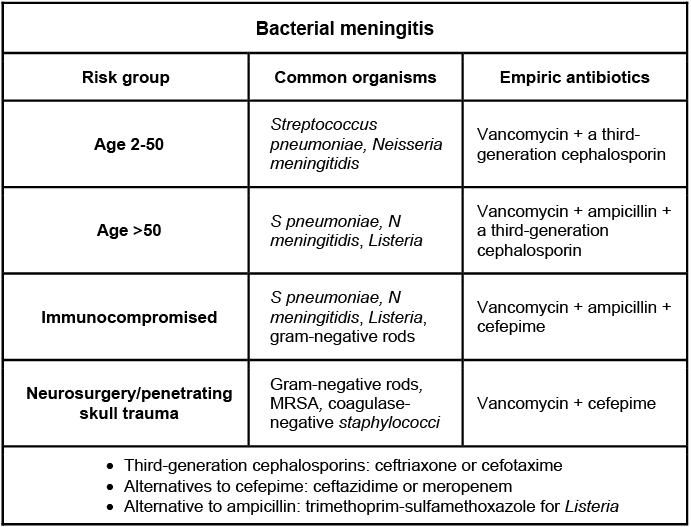 Bacterial meningitis
Risk group
Common organisms
Empiric antibiotics
Age 2-50
Streptococcus
pneumoniae, Neisseria
meningitidis
Vancomycin + a third-
generation cephalosporin
Age >50
S pneumoniae, N
meningitidis, Listeria
Vancomycin + ampicillin +
a third-generation
cephalosporin
Immunocompromised
S pneumoniae, N
meningitidis, Listeria,
gram-negative rods
Vancomycin + ampicillin +
cefepime
Neurosurgery/penetrating
skull trauma
Gram-negative rods,
MRSA, coagulase-
negative staphylococci
Vancomycin + cefepime
• Third-generation cephalosporins: ceftriaxone or cefotaxime
• Alternatives to cefepime: ceftazidime or meropenem
• Alternative to ampicillin: trimethoprim-sulfamethoxazole for Listeria